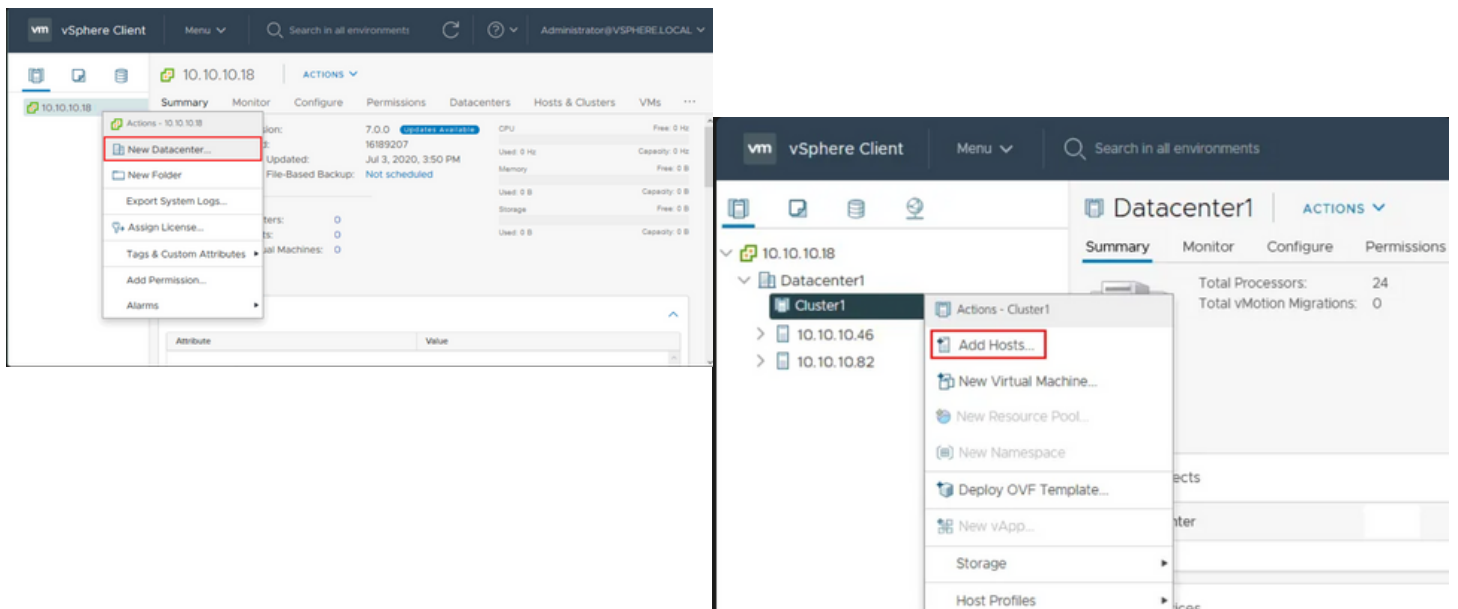 vm vSphere Client Menu Search in all environments Administrator@VSPHERE.LOCAL
10.10.10.18 ACTIONS
10.10.10.18
Summary Monitor Configure Permissions Datacenters Hosts & Clusters VMs ...
Actions - 10.10.10.18
New Datacenter...
New Folder
Export System Logs...
Assign License...
Tags & Custom Attributes
Add Permission...
Alarms
sion: 7.0.0 Updates Available
d: 16189207
Updated: Jul 3, 2020, 3:50 PM
File-Based Backup: Not scheduled
ters: 0
ts: 0
ual Machines: 0
CPU Free: 0 Hz
Used: 0 Hz Capacity: 0 Hz
Memory Free: 0 B
Used: 0 B Capacity: 0 B
Storage Free: 0 B
Used: 0 B Capacity: 0 B
Attribute Value
vm vSphere Client Menu Search in all environments
10.10.10.18
Datacenter1
Cluster1
10.10.10.46
10.10.10.82
Datacenter1 ACTIONS
Summary Monitor Configure Permissions
Total Processors: 24
Total vMotion Migrations: 0
Actions - Cluster1
Add Hosts...
New Virtual Machine...
New Resource Pool...
New Namespace
Deploy OVF Template...
New vApp...
Storage
Host Profiles
ects
nter
ices